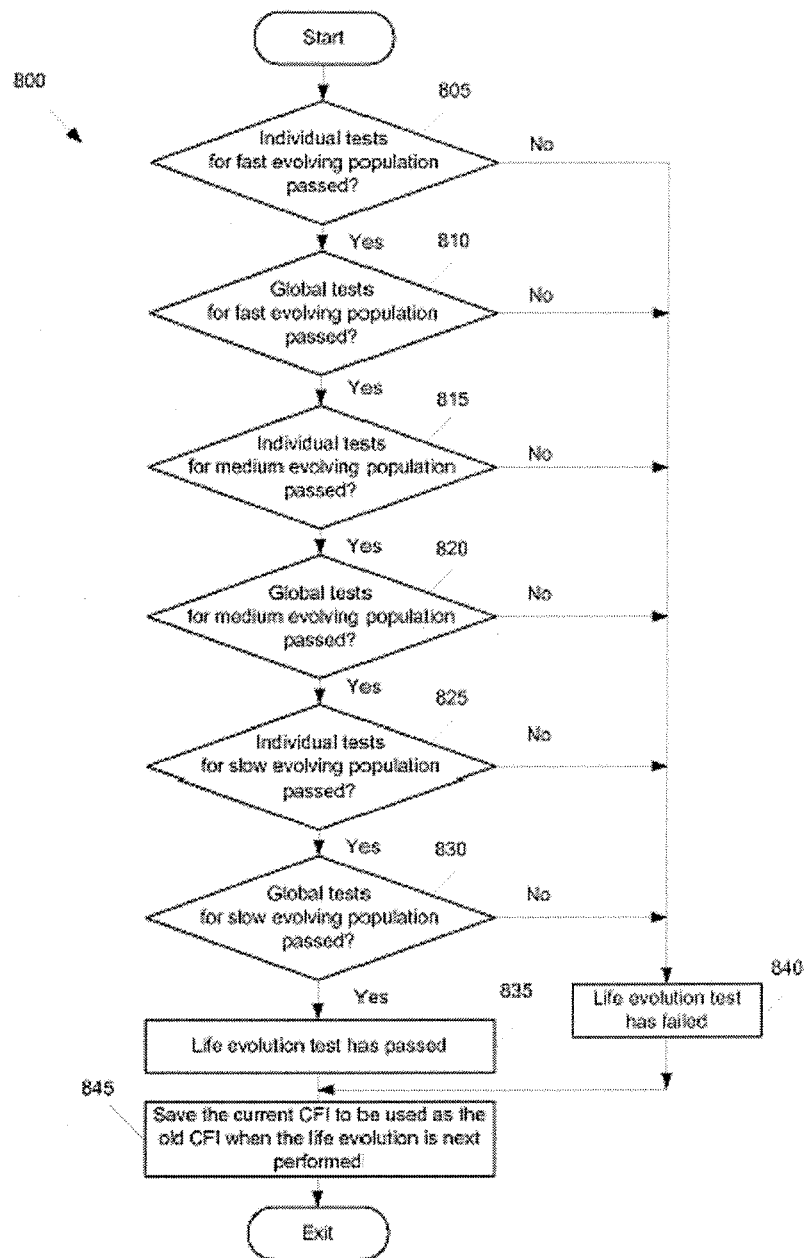 Start
800
805
Individual tests
for fast evolving population
passed?
No
Yes
810
Global tests
for fast evolving population
passed?
No
Yes
815
Individual tests
for medium evolving population
passed?
No
Yes
820
Global tests
for medium evolving population
passed?
No
Yes
825
Individual tests
for slow evolving population
passed?
No
Yes
830
Global tests
for slow evolving population
passed?
No
Yes
835
Life evolution test has passed
840
Life evolution test
has failed
845
Save the current CFI to be used as the
old CFI when the life evolution is next
performed
Exit